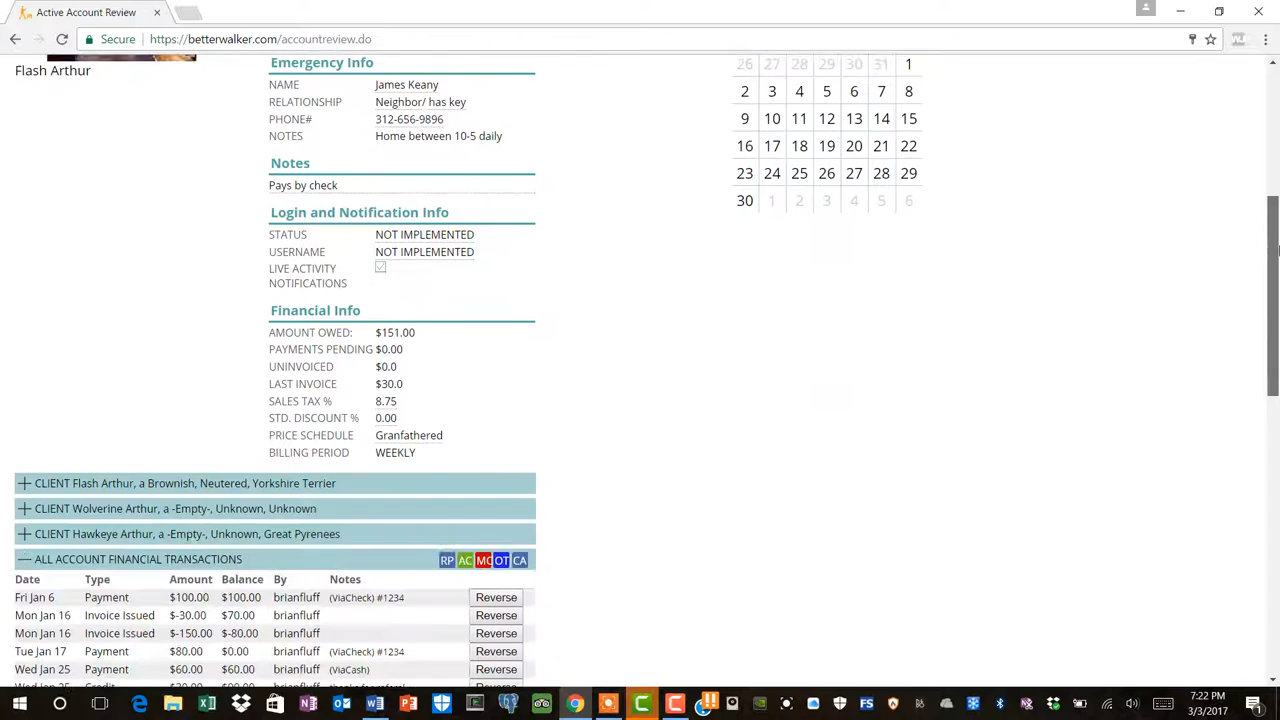 Active Account Review
Secure https://betterwalker.com/accountreview.do
Flash Arthur
Emergency Info
NAME James Keany
RELATIONSHIP Neighbor/ has key
PHONE# 312-656-9896
NOTES Home between 10-5 daily
Notes
Pays by check
Login and Notification Info
STATUS NOT IMPLEMENTED
USERNAME NOT IMPLEMENTED
LIVE ACTIVITY
NOTIFICATIONS
Financial Info
AMOUNT OWED: $151.00
PAYMENTS PENDING $0.00
UNINVOICED $0.0
LAST INVOICE $30.0
SALES TAX % 8.75
STD. DISCOUNT % 0.00
PRICE SCHEDULE Granfathered
BILLING PERIOD WEEKLY
26 27 28 29 30 31 1
2 3 4 5 6 7 8
9 10 11 12 13 14 15
16 17 18 19 20 21 22
23 24 25 26 27 28 29
30 1 2 3 4 5 6
CLIENT Flash Arthur, a Brownish, Neutered, Yorkshire Terrier
CLIENT Wolverine Arthur, a -Empty-, Unknown, Unknown
CLIENT Hawkeye Arthur, a -Empty-, Unknown, Great Pyrenees
ALL ACCOUNT FINANCIAL TRANSACTIONS RP AC MC OT CA
Date Type Amount Balance By Notes
Fri Jan 6 Payment $100.00 $100.00 brianfluff (ViaCheck) #1234 Reverse
Mon Jan 16 Invoice Issued $-30.00 $70.00 brianfluff Reverse
Mon Jan 16 Invoice Issued $-150.00 $-80.00 brianfluff Reverse
Tue Jan 17 Payment $80.00 $0.00 brianfluff (ViaCheck) #1234 Reverse
Wed Jan 25 Payment $60.00 $60.00 brianfluff (ViaCash) Reverse
7:22 PM
3/3/2017